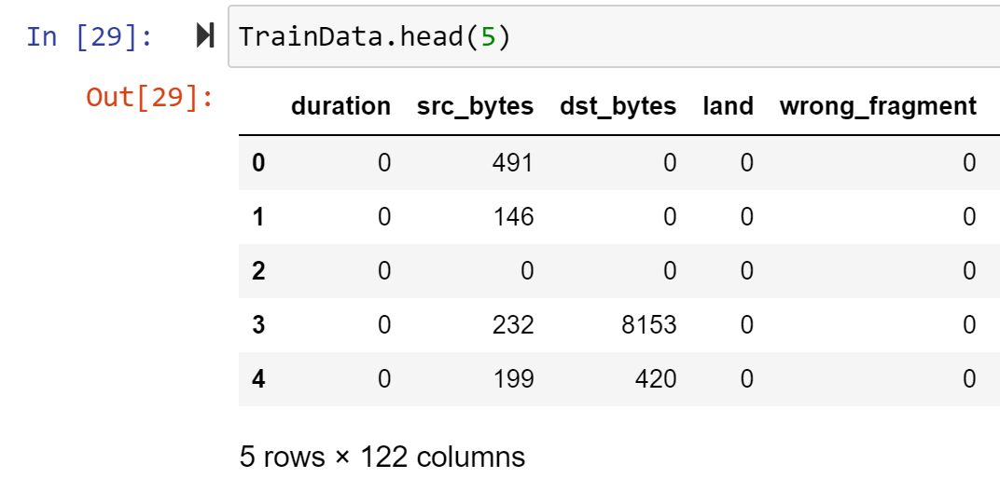 In [29]: TrainData.head(5)
Out[29]:
duration src_bytes dst_bytes land wrong_fragment
0 0 491 0 0 0
1 0 146 0 0 0
2 0 0 0 0 0
3 0 232 8153 0 0
4 0 199 420 0 0
5 rows × 122 columns